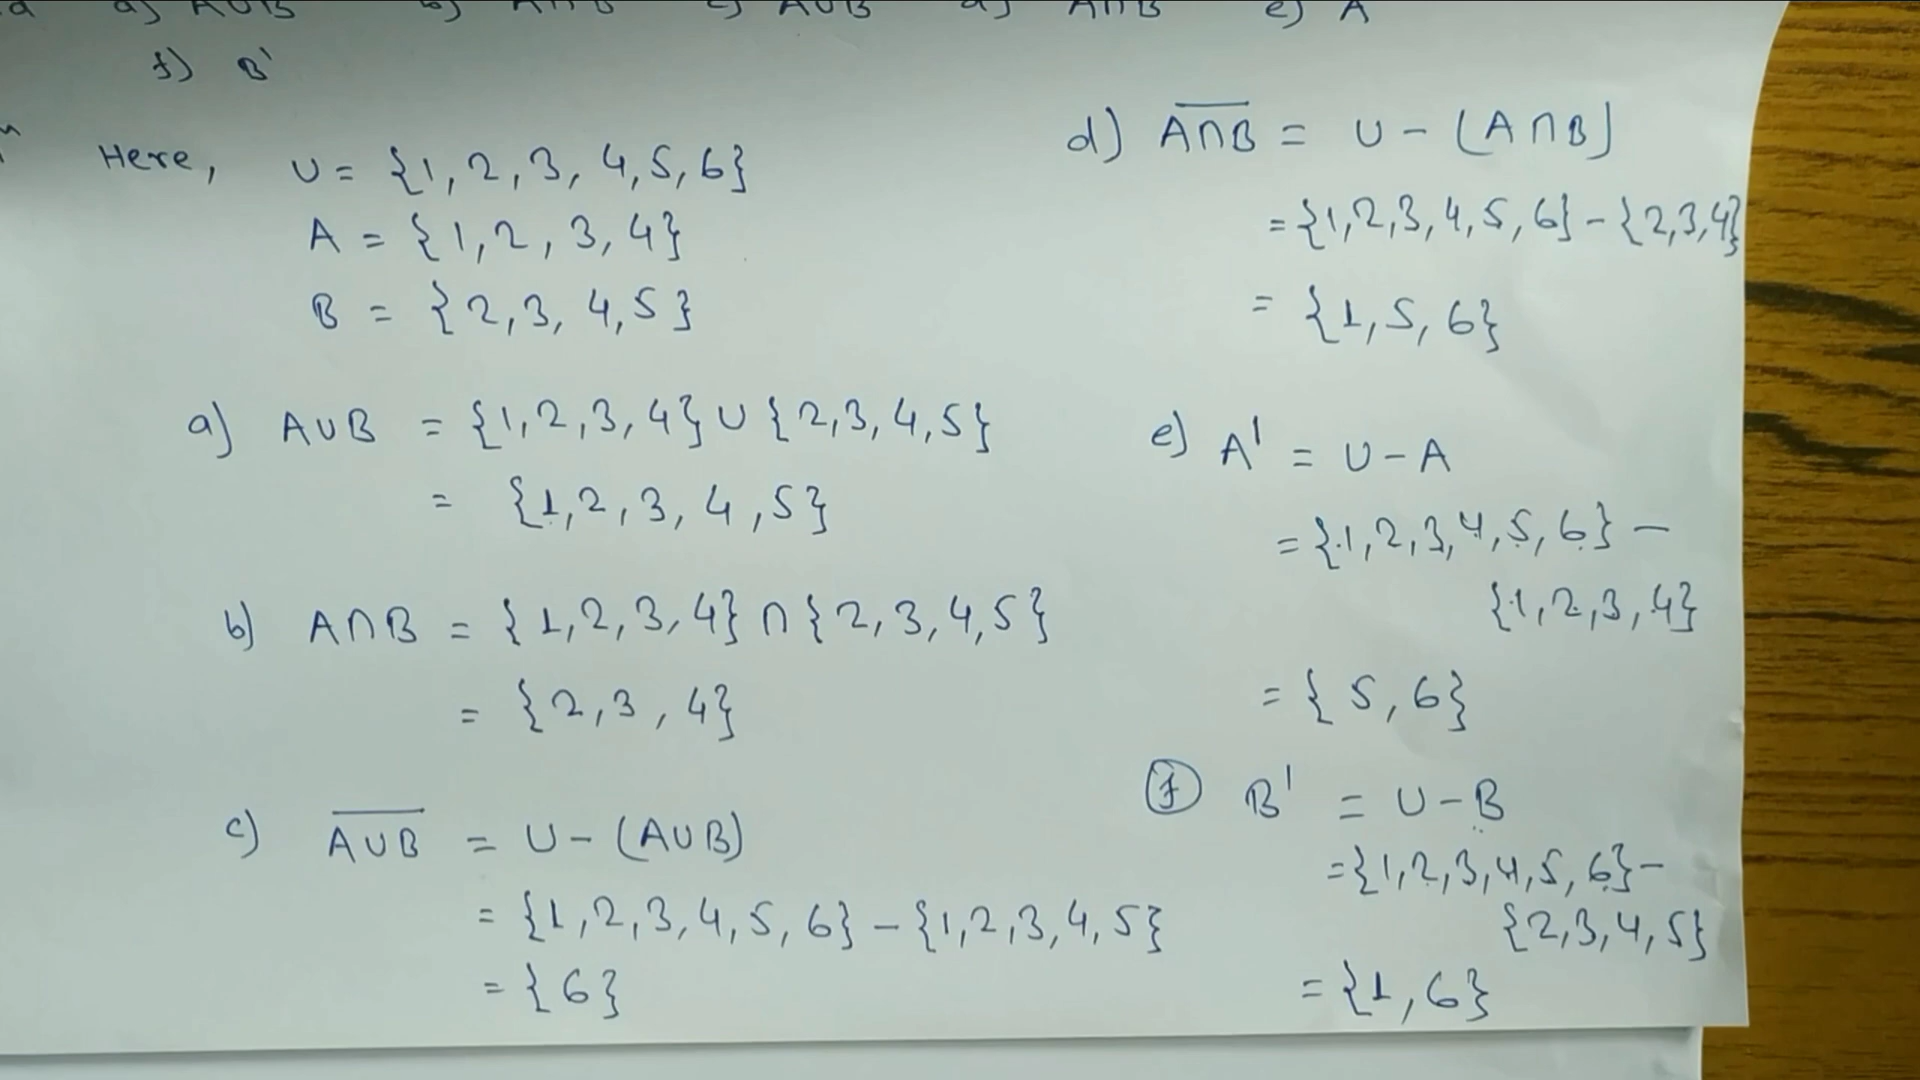 a) A∪B b) A∩B c) A∪B d) A∩B e) A
f) B'
Here, U = {1, 2, 3, 4, 5, 6}
A = {1, 2, 3, 4}
B = {2, 3, 4, 5}
a) A∪B = {1, 2, 3, 4} ∪ {2, 3, 4, 5}
= {1, 2, 3, 4, 5}
b) A∩B = {1, 2, 3, 4} ∩ {2, 3, 4, 5}
= {2, 3, 4}
c) \overline{A∪B} = U - (A∪B)
= {1, 2, 3, 4, 5, 6} - {1, 2, 3, 4, 5}
= {6}
d) \overline{A∩B} = U - (A∩B)
= {1, 2, 3, 4, 5, 6} - {2, 3, 4}
= {1, 5, 6}
e) A' = U - A
= {1, 2, 3, 4, 5, 6} -
{1, 2, 3, 4}
= {5, 6}
f) B' = U - B
= {1, 2, 3, 4, 5, 6} -
{2, 3, 4, 5}
= {1, 6}